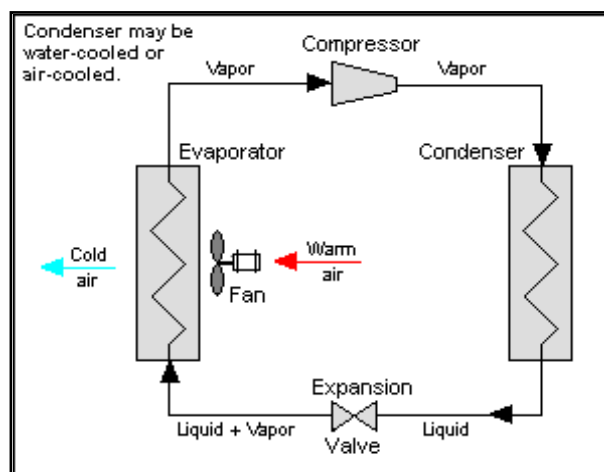 Condenser may be
water-cooled or
air-cooled.
Compressor
Vapor
Vapor
Evaporator
Condenser
Cold
air
Warm
air
Fan
Expansion
Valve
Liquid + Vapor
Liquid